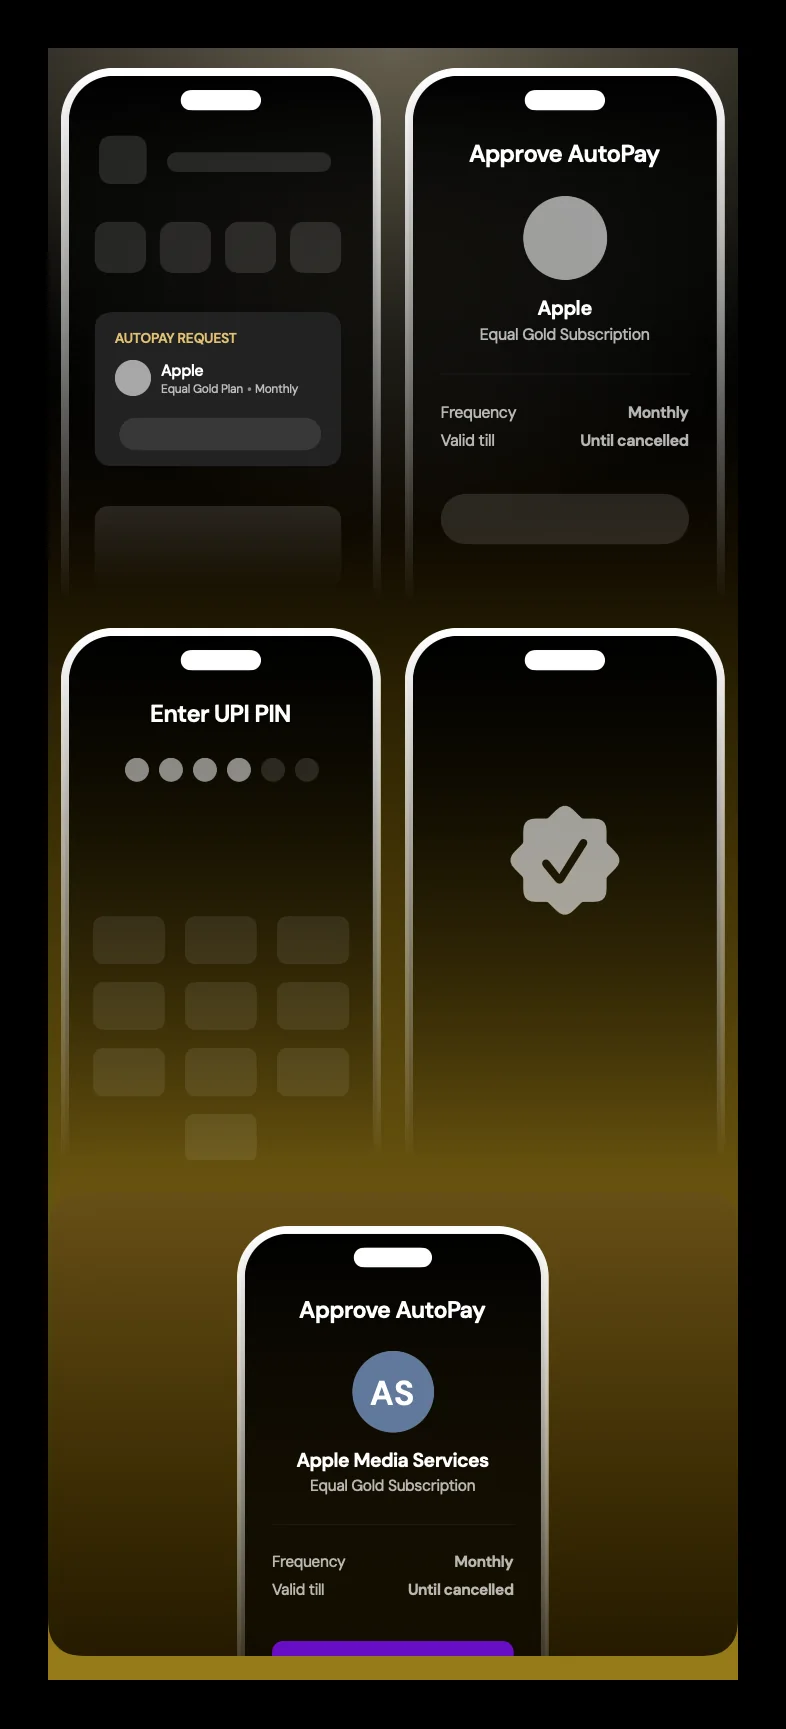 AUTOPAY REQUEST
Apple
Equal Gold Plan • Monthly
Approve AutoPay
Apple
Equal Gold Subscription
Frequency Monthly
Valid till Until cancelled
Enter UPI PIN
Approve AutoPay
AS
Apple Media Services
Equal Gold Subscription
Frequency Monthly
Valid till Until cancelled